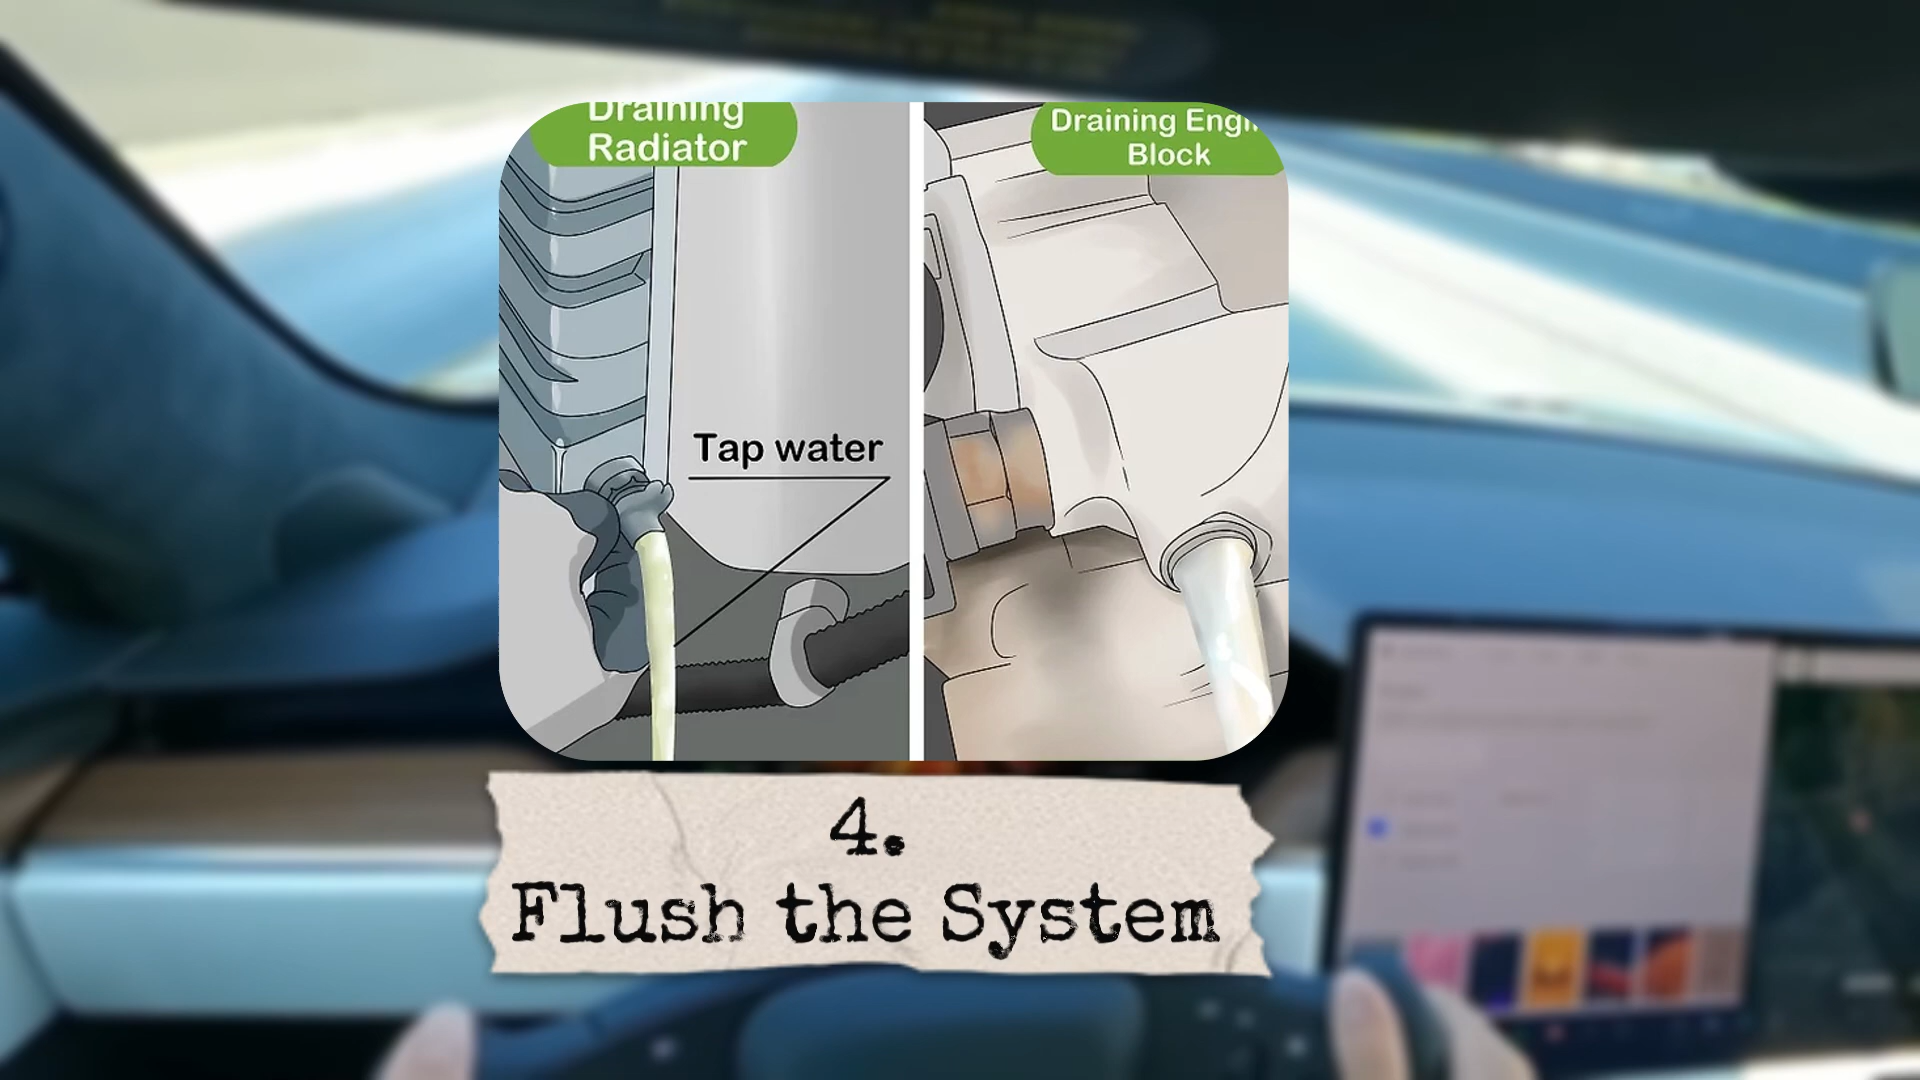 Draining
Radiator
Draining Engi
Block
Tap water
4.
Flush the System